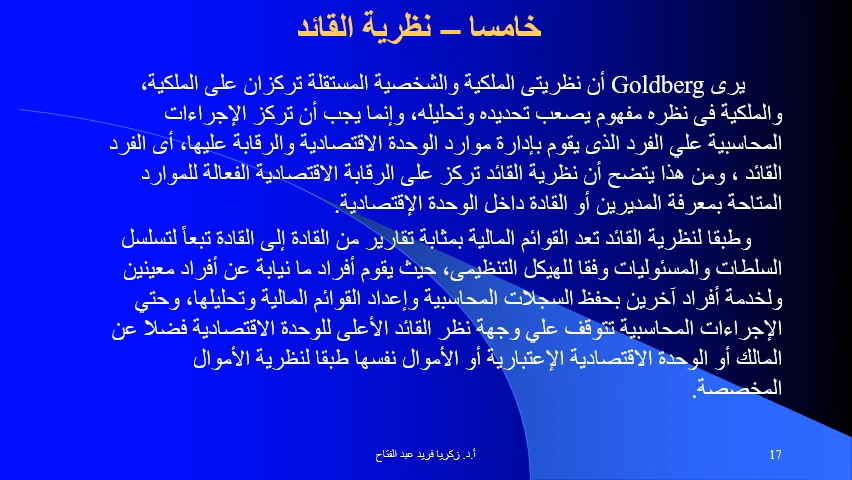 خامسا – نظرية القائد
يرى Goldberg أن نظريتى الملكية والشخصية المستقلة تركزان على الملكية،
والملكية فى نظره مفهوم يصعب تحديده وتحليله، وإنما يجب أن تركز الإجراءات
المحاسبية علي الفرد الذى يقوم بإدارة موارد الوحدة الاقتصادية والرقابة عليها، أى الفرد
القائد ، ومن هذا يتضح أن نظرية القائد تركز على الرقابة الاقتصادية الفعالة للموارد
المتاحة بمعرفة المديرين أو القادة داخل الوحدة الإقتصادية.
وطبقا لنظرية القائد تعد القوائم المالية بمثابة تقارير من القادة إلى القادة تبعاً لتسلسل
السلطات والمسئوليات وفقا للهيكل التنظيمى، حيث يقوم أفراد ما نيابة عن أفراد معينين
ولخدمة أفراد آخرين بحفظ السجلات المحاسبية وإعداد القوائم المالية وتحليلها، وحتي
الإجراءات المحاسبية تتوقف علي وجهة نظر القائد الأعلى للوحدة الاقتصادية فضلا عن
المالك أو الوحدة الاقتصادية الإعتبارية أو الأموال نفسها طبقا لنظرية الأموال
المخصصة.
أ.د. زكريا فريد عبد الفتاح
17